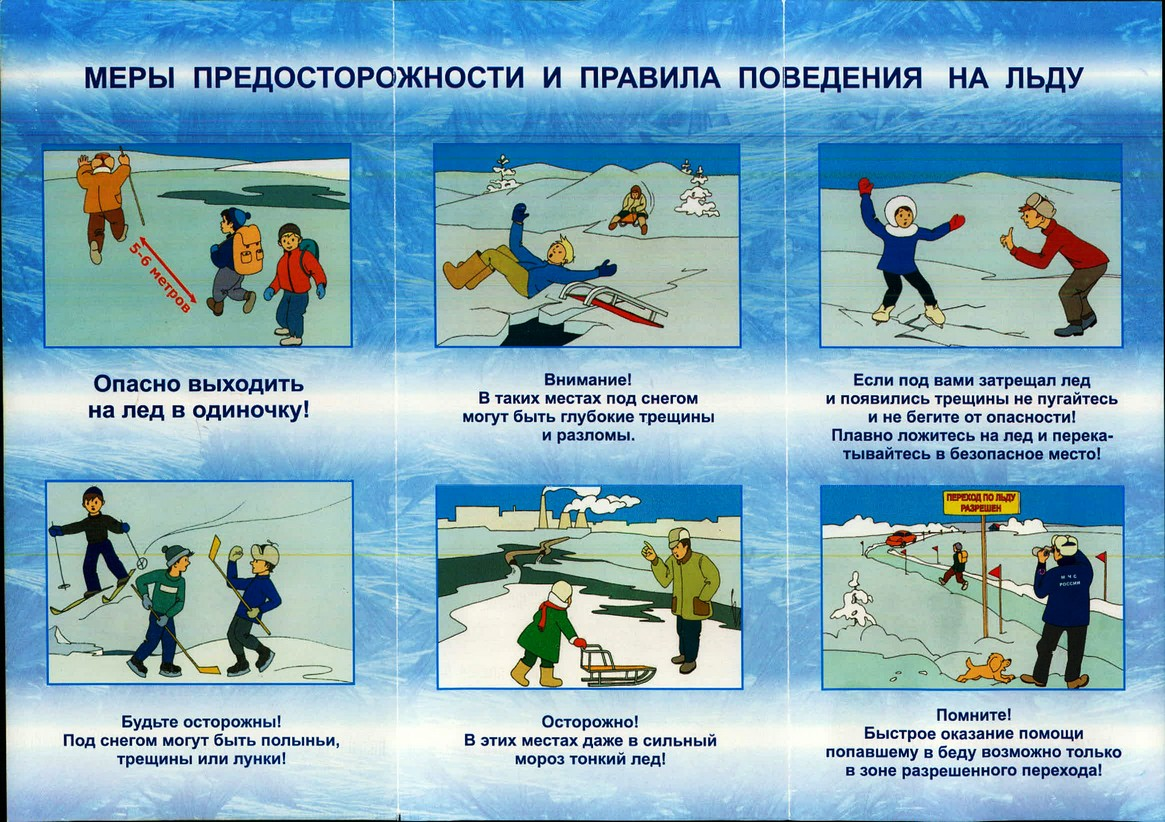 МЕРЫ ПРЕДОСТОРОЖНОСТИ И ПРАВИЛА ПОВЕДЕНИЯ НА ЛЬДУ
5-6 метров
Опасно выходить
на лед в одиночку!
Внимание!
В таких местах под снегом
могут быть глубокие трещины
и разломы.
Если под вами затрещал лед
и появились трещины не пугайтесь
и не бегите от опасности!
Плавно ложитесь на лед и перека-
тывайтесь в безопасное место!
ПЕРЕХОД ПО ЛЬДУ
РАЗРЕШЕН
М Ч С
РОССИИ
Будьте осторожны!
Под снегом могут быть полыньи,
трещины или лунки!
Осторожно!
В этих местах даже в сильный
мороз тонкий лед!
Помните!
Быстрое оказание помощи
попавшему в беду возможно только
в зоне разрешенного перехода!